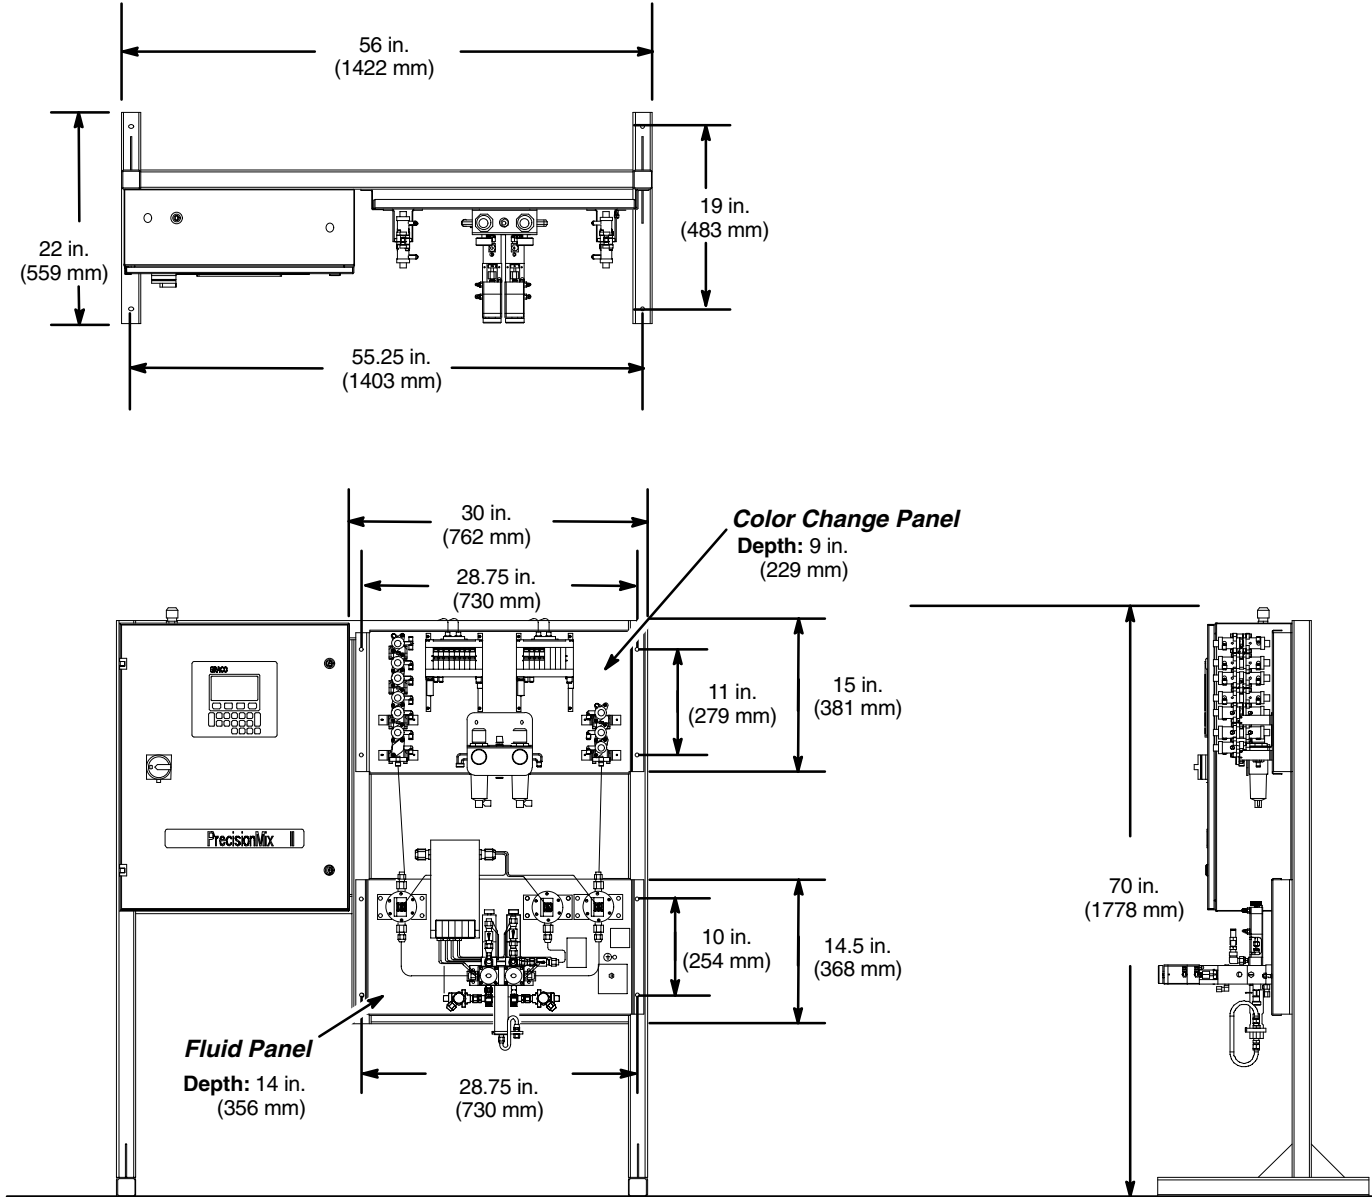 56 in.
(1422 mm)
22 in.
(559 mm)
19 in.
(483 mm)
55.25 in.
(1403 mm)
30 in.
(762 mm)
Color Change Panel
Depth: 9 in.
(229 mm)
28.75 in.
(730 mm)
GRACO
11 in.
(279 mm)
15 in.
(381 mm)
PrecisionMix II
70 in.
(1778 mm)
10 in.
(254 mm)
14.5 in.
(368 mm)
Fluid Panel
Depth: 14 in.
(356 mm)
28.75 in.
(730 mm)